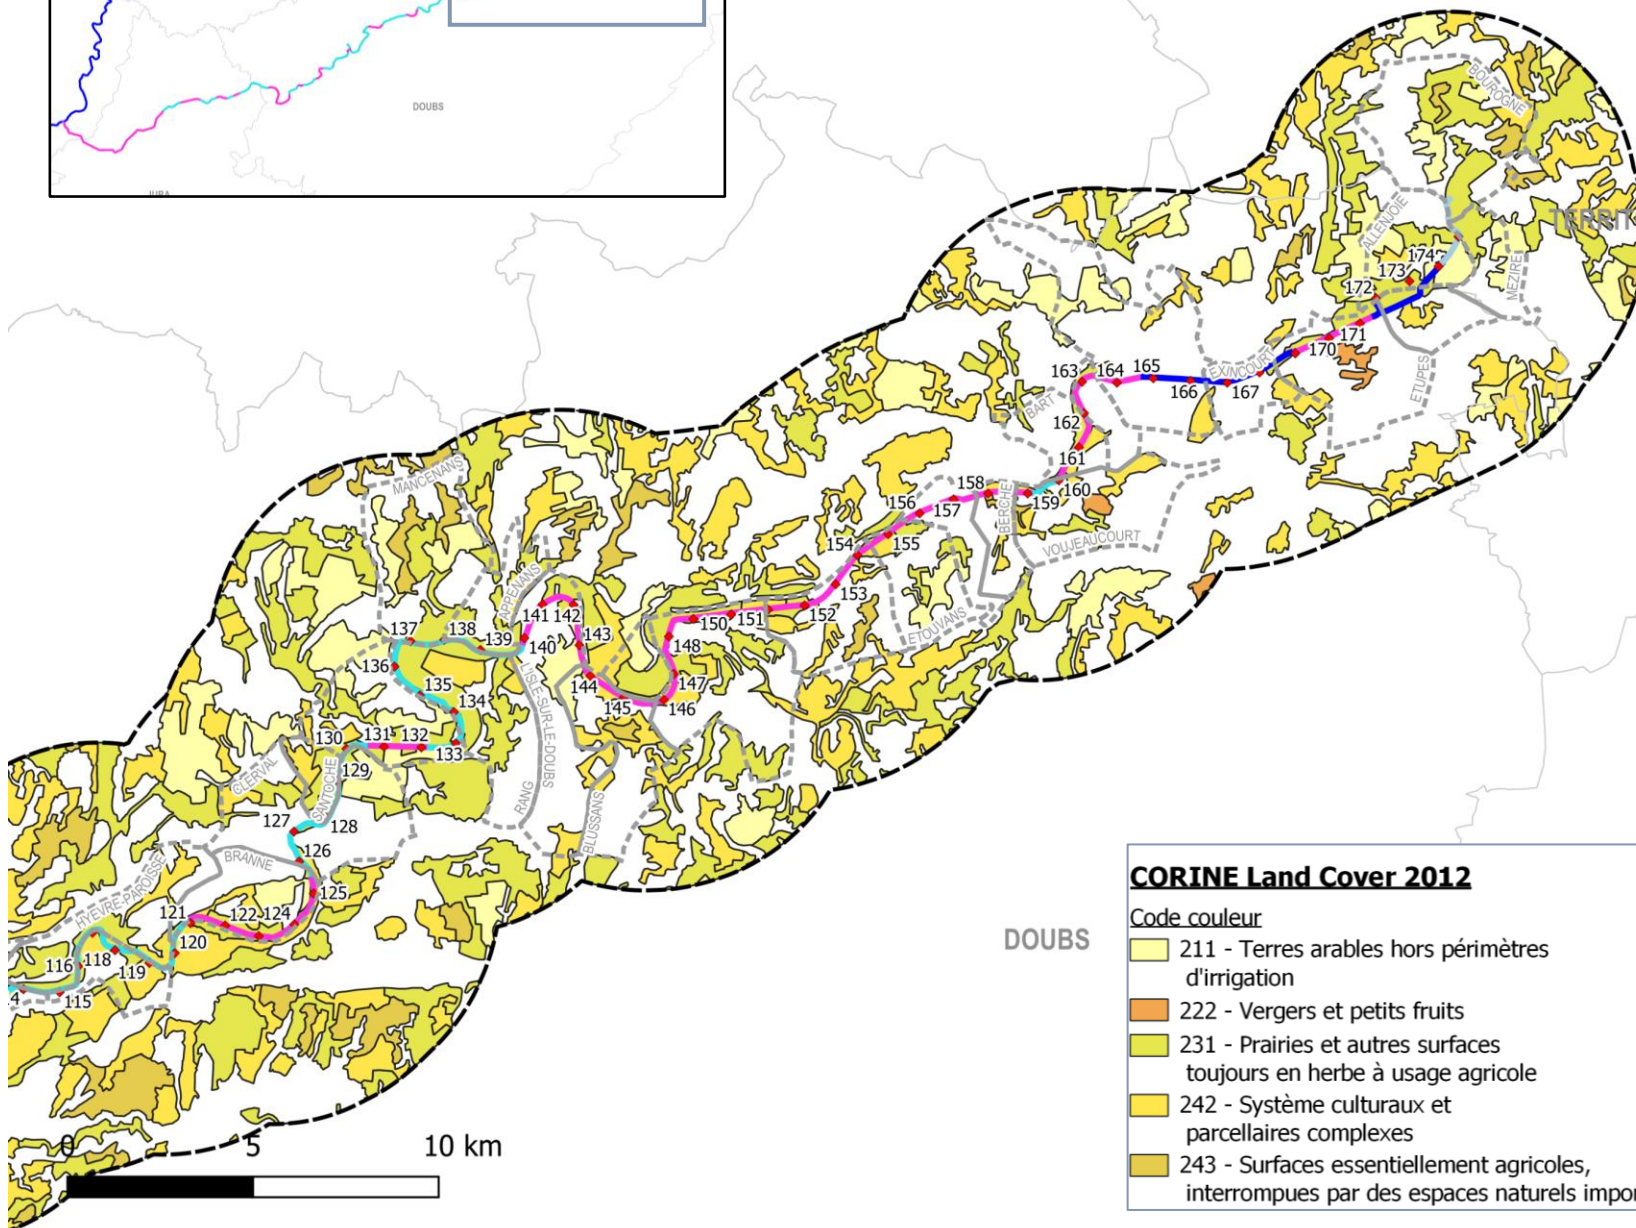 DOUBS
BOUROGNE
ALLENJOIE
MEZIRE
174
173
172
171
170
EXINCOURT
ETUPES
163
164
165
166
167
BART
162
161
160
159
158
BERCHE
VOUJEAUCOURT
157
156
155
154
153
152
ETOUVANS
MANCENANS
APPENANS
151
150
148
147
146
145
144
143
142
141
140
139
138
137
136
135
134
133
132
131
130
129
L'ISLE-SUR-LE-DOUBS
RANG
BLUSSANS
CLERVAL
SANTOCHE
128
127
126
125
BRANNE
HYEVRE-PAROISSE
124
122
121
120
119
118
116
115
DOUBS
0 5 10 km
CORINE Land Cover 2012
Code couleur
211 - Terres arables hors périmètres
d'irrigation
222 - Vergers et petits fruits
231 - Prairies et autres surfaces
toujours en herbe à usage agricole
242 - Système culturaux et
parcellaires complexes
243 - Surfaces essentiellement agricoles,
interrompues par des espaces naturels